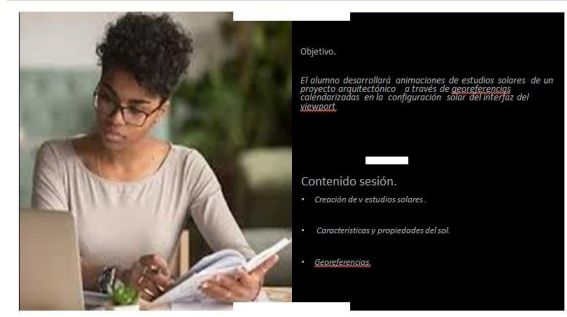 Objetivo.
El alumno desarrollará animaciones de estudios solares de un
proyecto arquitectónico a través de georeferencias
calendarizadas en la configuración solar del interfaz del
viewport
Contenido sesión.
• Creación de v estudios solares .
• Características y propiedades del sol.
• Georeferencias.